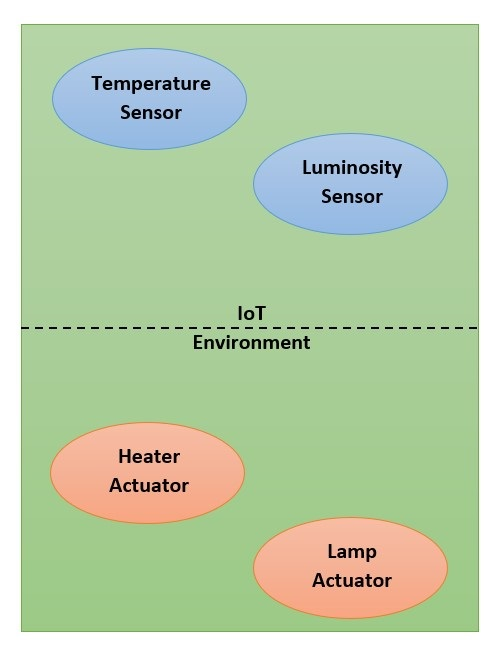 Temperature
Sensor
Luminosity
Sensor
IoT
Environment
Heater
Actuator
Lamp
Actuator